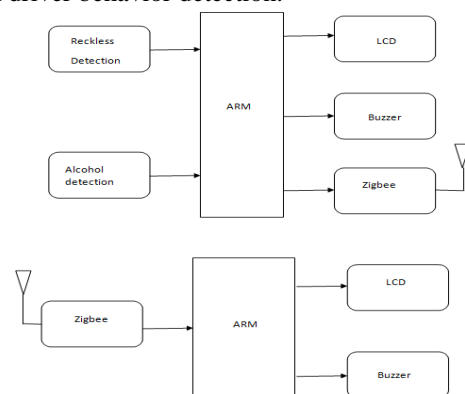 driver behavior detection.
Reckless
Detection
LCD
ARM
Buzzer
Alcohol
detection
Zigbee
LCD
Zigbee
ARM
Buzzer